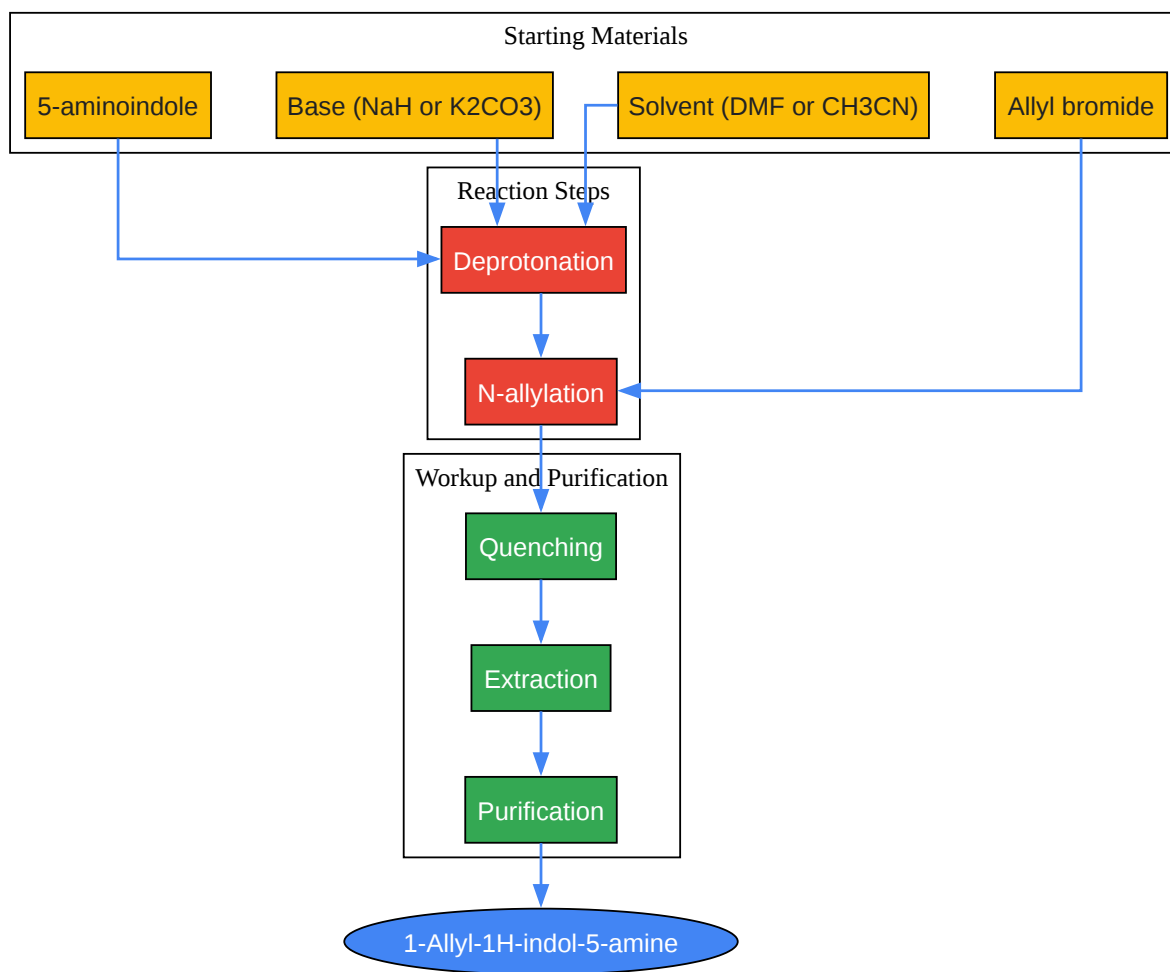 Starting Materials
5-aminoindole
Base (NaH or K2CO3)
Solvent (DMF or CH3CN)
Allyl bromide
Reaction Steps
Deprotonation
N-allylation
Workup and Purification
Quenching
Extraction
Purification
1-Allyl-1H-indol-5-amine